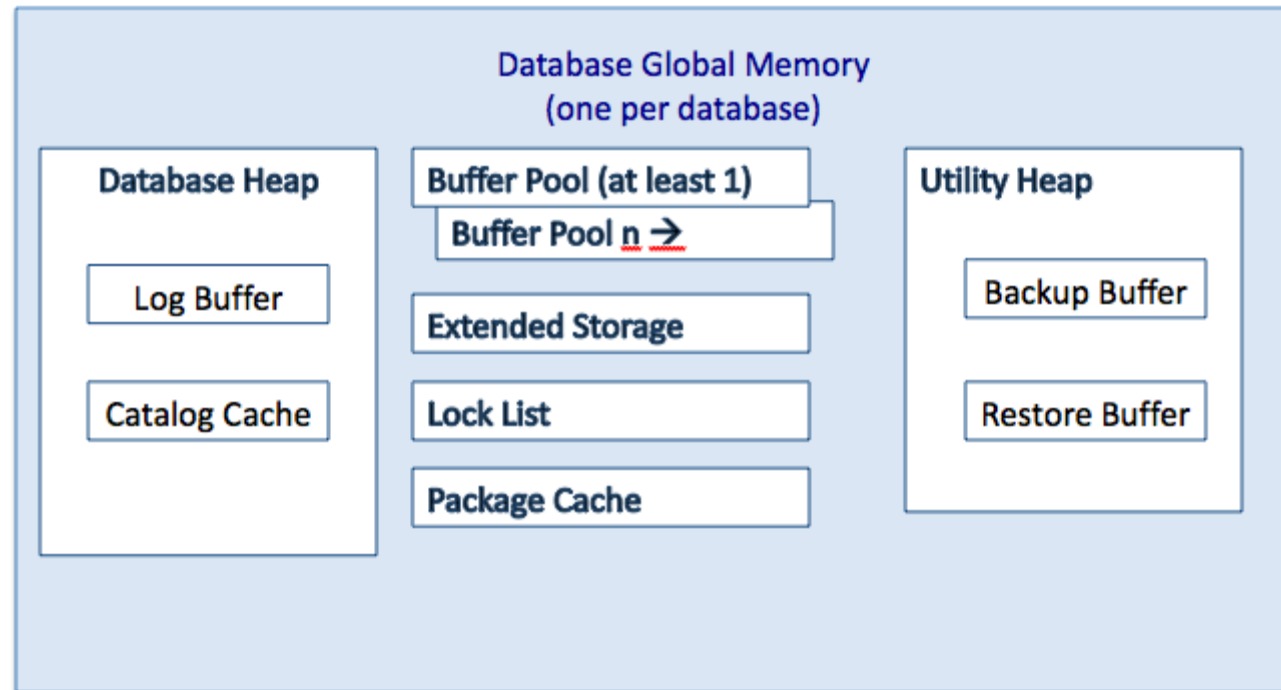 Database Global Memory
(one per database)
Database Heap
Log Buffer
Catalog Cache
Buffer Pool (at least 1)
Buffer Pool n →
Extended Storage
Lock List
Package Cache
Utility Heap
Backup Buffer
Restore Buffer